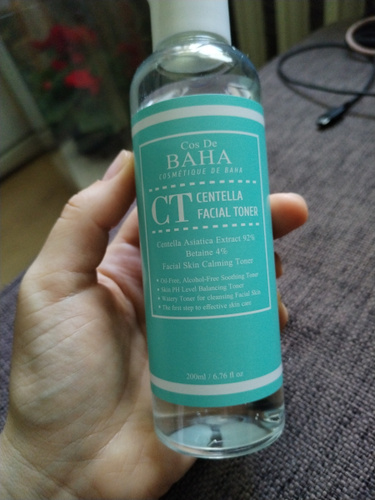 Cos De
BAHA
COSMÉTIQUE DE BAHA
CT CENTELLA
FACIAL TONER
Centella Asiatica Extract 92%
Betaine 4%
Facial Skin Calming Toner
• Oil Free, Alcohol-Free Soothing Toner
• Skin PH Level Balancing Toner
• Watery Toner for cleansing Facial Skin
• The first step to effective skin care
200ml / 6.76 fl oz